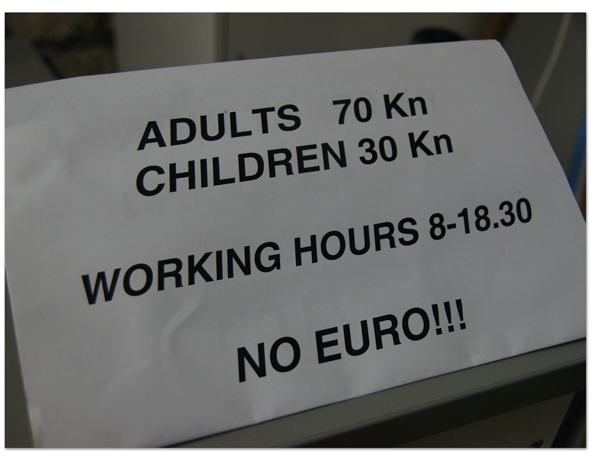 ADULTS 70 Kn
CHILDREN 30 Kn
WORKING HOURS 8-18.30
NO EURO!!!